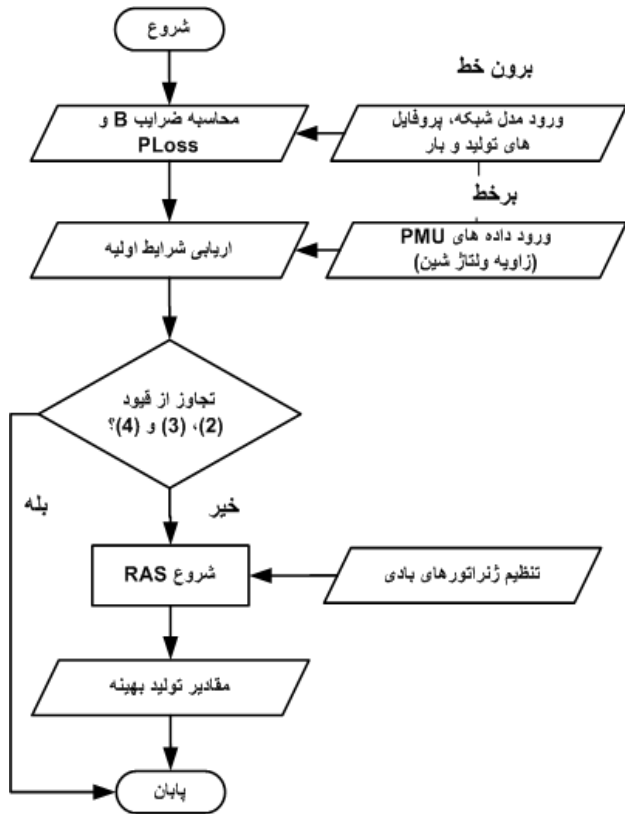 شروع
برون خط
محاسبه ضرایب B و
PLoss
ورود مدل شبکه، پروفایل
های تولید و بار
برخط
اریابی شرایط اولیه
ورود داده های PMU
(زاویه ولتاژ شین)
تجاوز از قیود
(2)، (3) و (4)؟
بله
خیر
شروع RAS
تنظیم ژنراتورهای بادی
مقادیر تولید بهینه
پایان